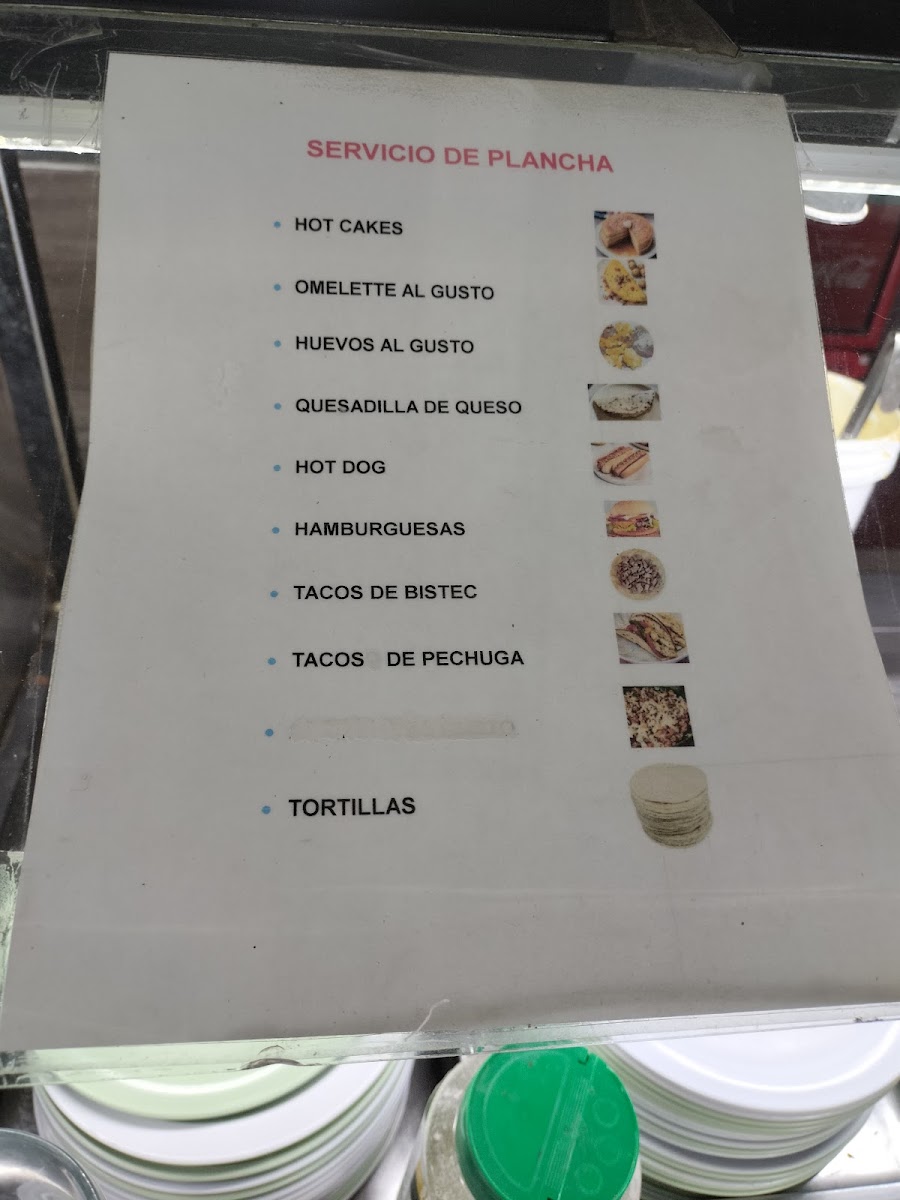 SERVICIO DE PLANCHA
• HOT CAKES
• OMELETTE AL GUSTO
• HUEVOS AL GUSTO
• QUESADILLA DE QUESO
• HOT DOG
• HAMBURGUESAS
• TACOS DE BISTEC
• TACOS DE PECHUGA
•
• TORTILLAS